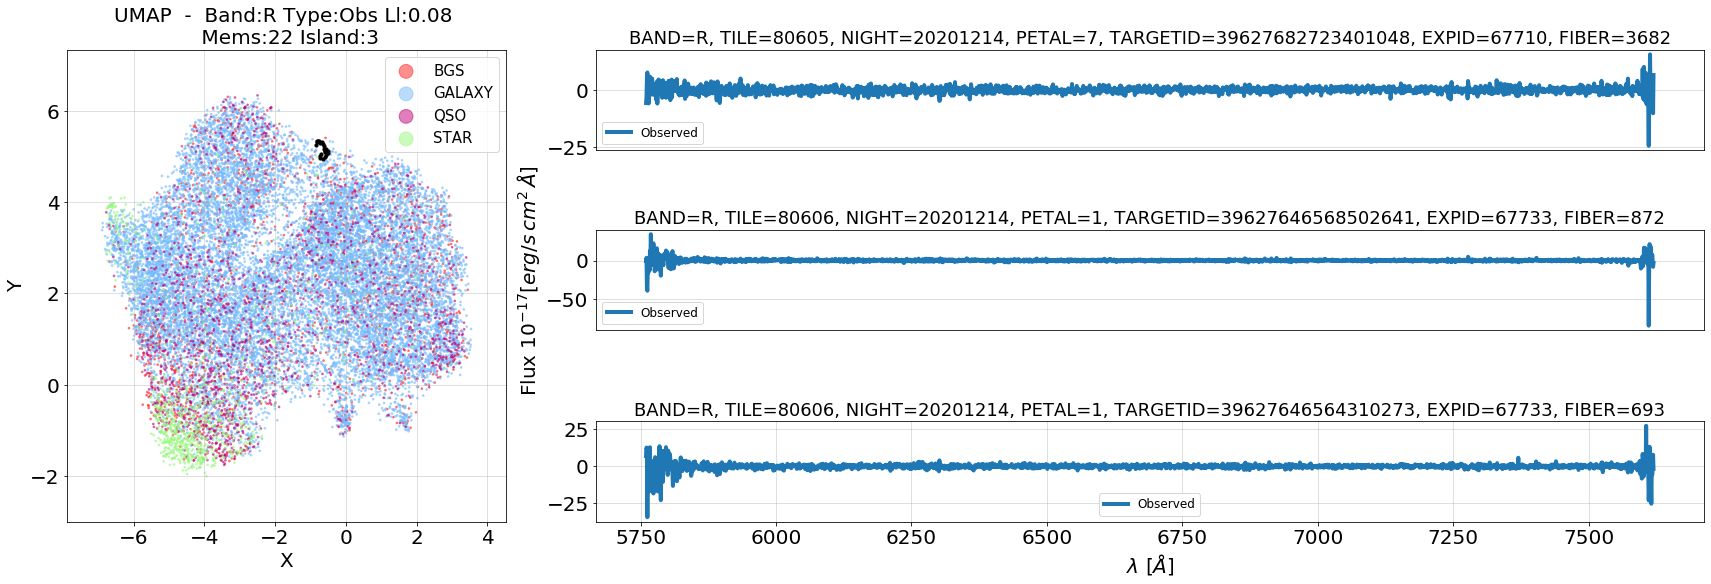 UMAP  -  Band:R Type:Obs Ll:0.08
Mems:22 Island:3
BGS
GALAXY
QSO
STAR
6
4
2
0
−2
Y
−6
−4
−2
0
2
4
X
Flux 10⁻¹⁷[erg/s cm² Å]
BAND=R, TILE=80605, NIGHT=20201214, PETAL=7, TARGETID=39627682723401048, EXPID=67710, FIBER=3682
0
−25
Observed
BAND=R, TILE=80606, NIGHT=20201214, PETAL=1, TARGETID=39627646568502641, EXPID=67733, FIBER=872
0
−50
Observed
BAND=R, TILE=80606, NIGHT=20201214, PETAL=1, TARGETID=39627646564310273, EXPID=67733, FIBER=693
25
0
−25
Observed
5750
6000
6250
6500
6750
7000
7250
7500
λ [Å]